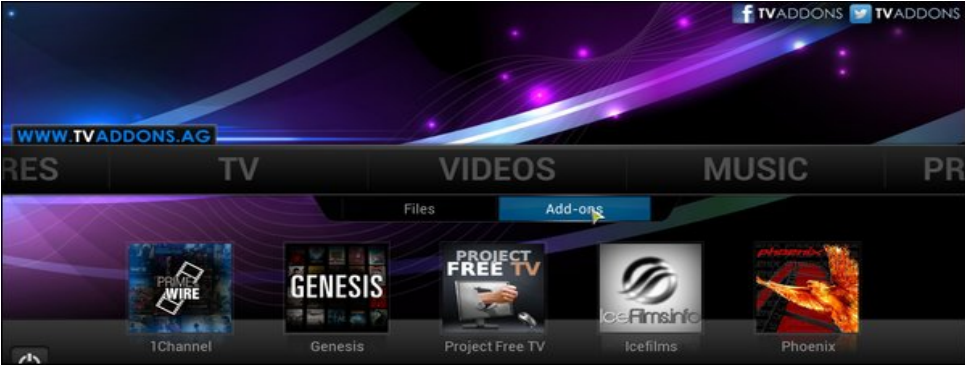 TVADDONS TVADDONS
WWW.TVADDONS.AG
RES TV VIDEOS MUSIC PR
Files Add-ons
PRIME WIRE
GENESIS
PROJECT
FREE TV
IceFilms.info
phoenix
1Channel Genesis Project Free TV Icefilms Phoenix